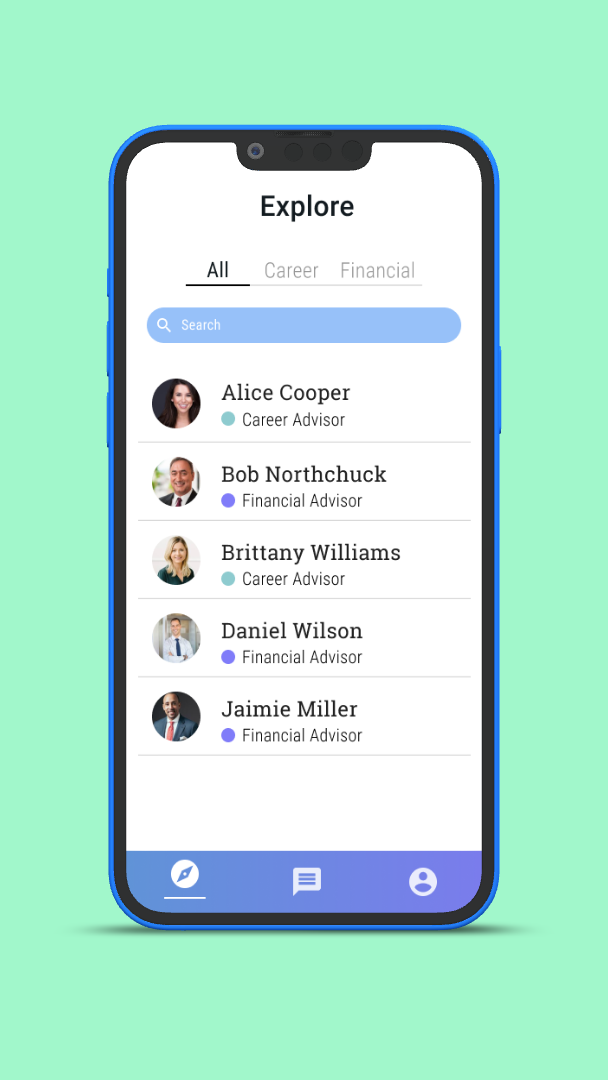 Explore
All Career Financial
Search
Alice Cooper
Career Advisor
Bob Northchuck
Financial Advisor
Brittany Williams
Career Advisor
Daniel Wilson
Financial Advisor
Jaimie Miller
Financial Advisor